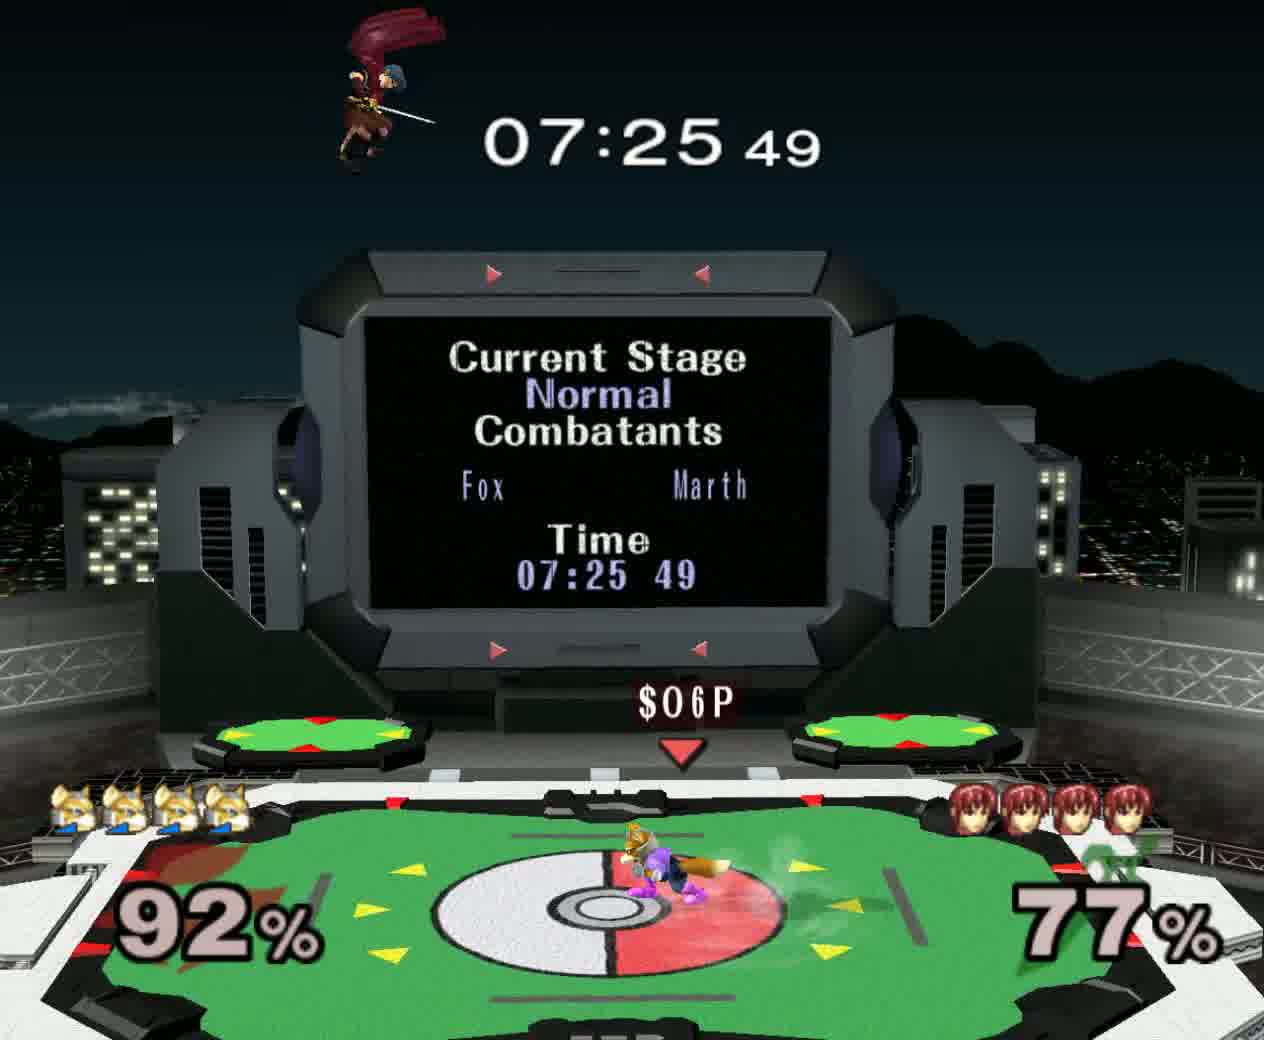 07:25 49
Current Stage
Normal
Combatants
Fox Marth
Time
07:25 49
$06P
92%
77%